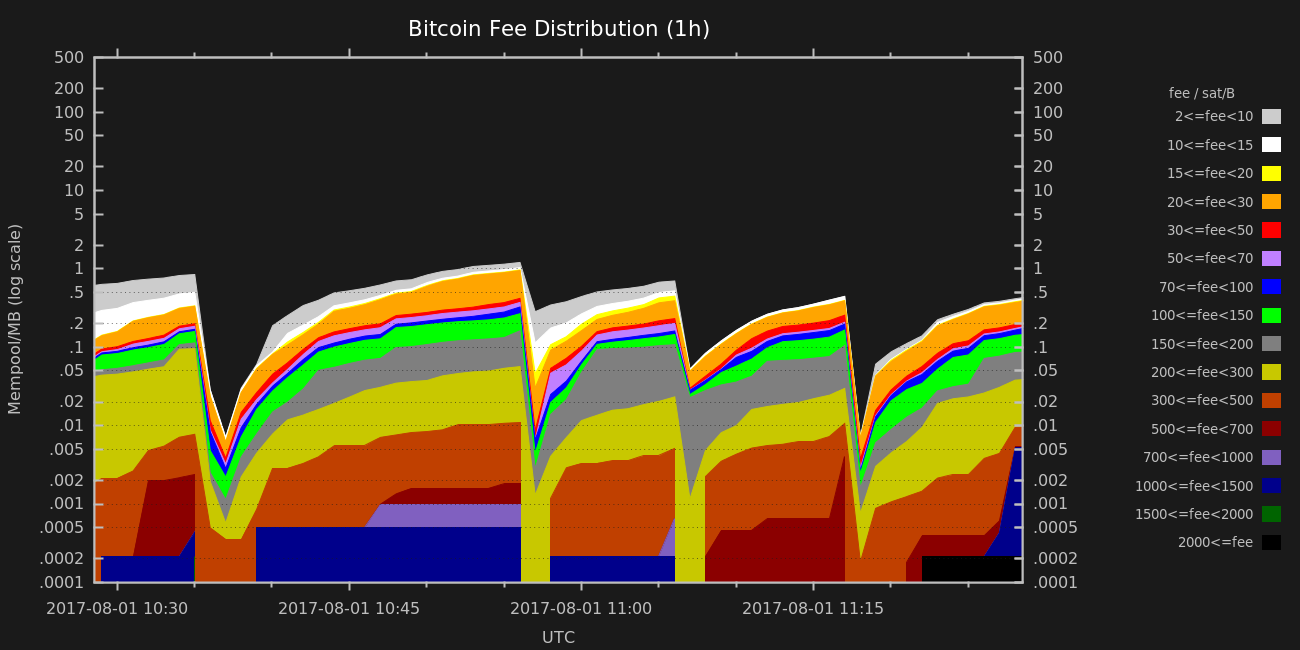 Bitcoin Fee Distribution (1h)
500
200
100
50
20
10
5
2
1
.5
.2
.1
.05
.02
.01
.005
.002
.001
.0005
.0002
.0001
Mempool/MB (log scale)
500
200
100
50
20
10
5
2
1
.5
.2
.1
.05
.02
.01
.005
.002
.001
.0005
.0002
.0001
2017-08-01 10:30
2017-08-01 10:45
2017-08-01 11:00
2017-08-01 11:15
UTC
fee / sat/B
2<=fee<10
10<=fee<15
15<=fee<20
20<=fee<30
30<=fee<50
50<=fee<70
70<=fee<100
100<=fee<150
150<=fee<200
200<=fee<300
300<=fee<500
500<=fee<700
700<=fee<1000
1000<=fee<1500
1500<=fee<2000
2000<=fee